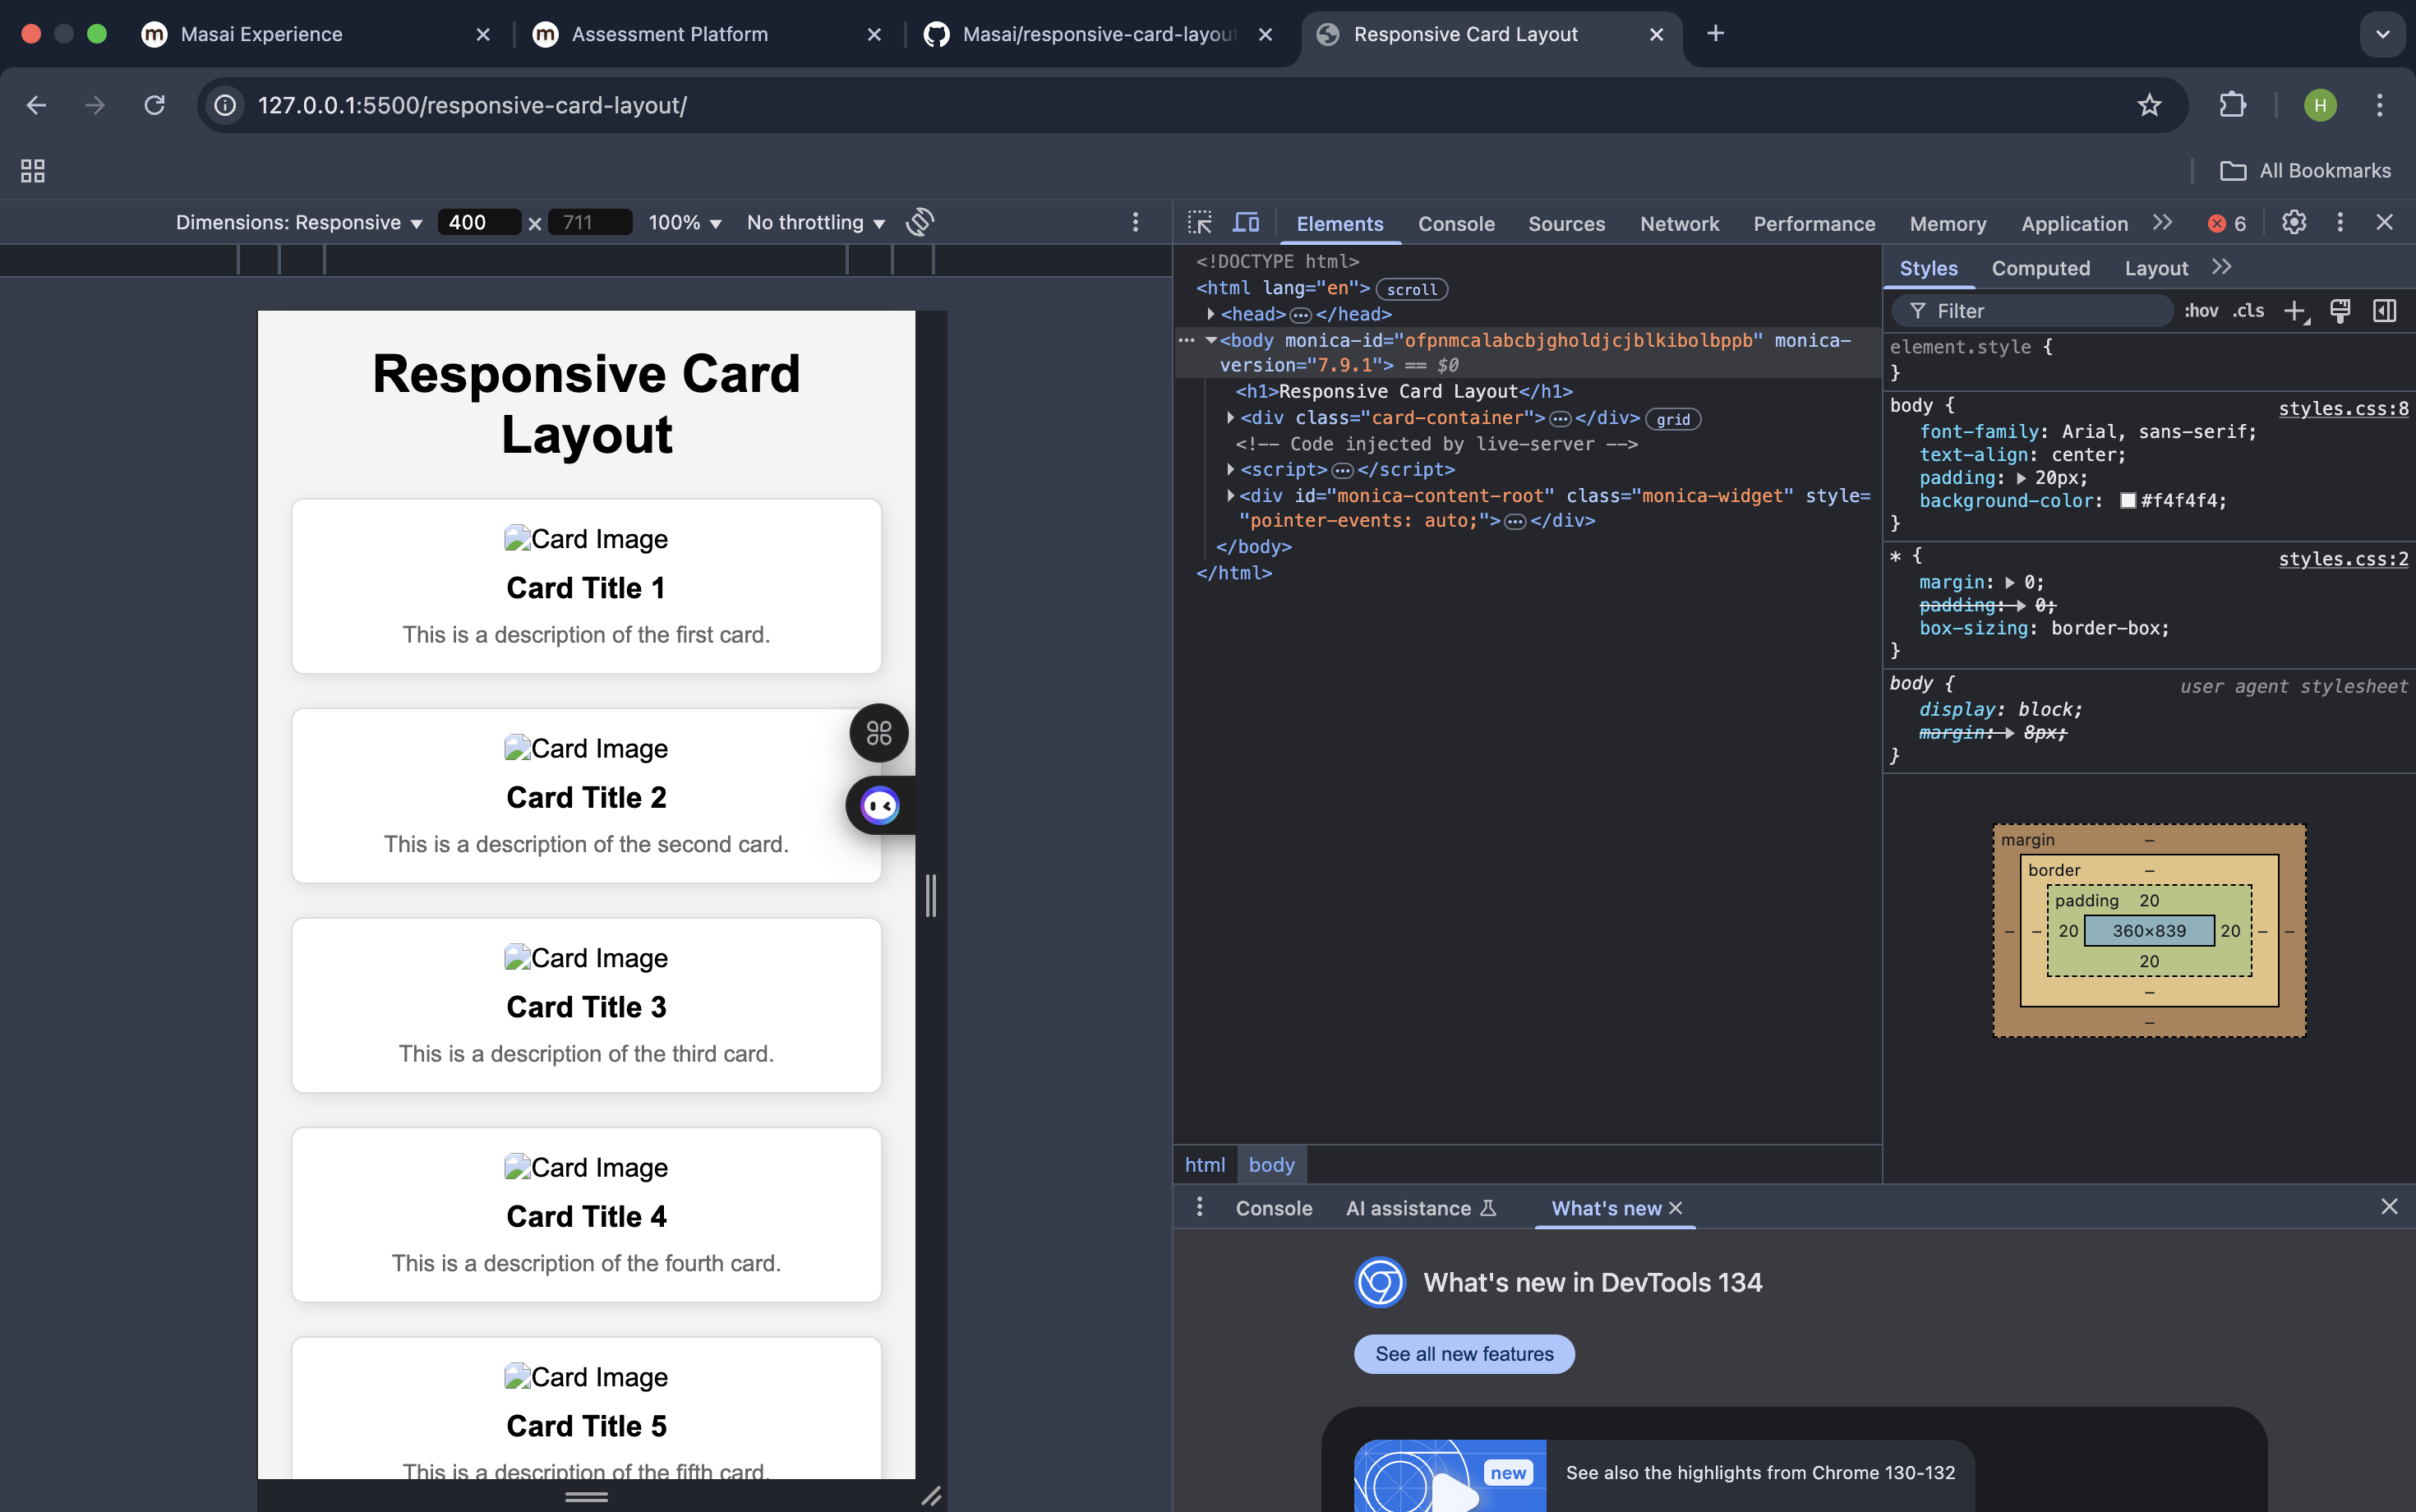 Masai Experience
Assessment Platform
Masai/responsive-card-layou
Responsive Card Layout
127.0.0.1:5500/responsive-card-layout/
H
All Bookmarks
Dimensions: Responsive
400
×
711
100%
No throttling
Elements
Console
Sources
Network
Performance
Memory
Application
6
Responsive Card
Layout
Card Image
Card Title 1
This is a description of the first card.
Card Image
Card Title 2
This is a description of the second card.
Card Image
Card Title 3
This is a description of the third card.
Card Image
Card Title 4
This is a description of the fourth card.
Card Image
Card Title 5
This is a description of the fifth card.
<!DOCTYPE html>
<html lang="en"> scroll
<head>…</head>
<body monica-id="ofpnmcalabcbjgholdjcjblkibolbppb" monica-
version="7.9.1"> == $0
<h1>Responsive Card Layout</h1>
<div class="card-container">…</div> grid
<!-- Code injected by live-server -->
<script>…</script>
<div id="monica-content-root" class="monica-widget" style=
"pointer-events: auto;">…</div>
</body>
</html>
html
body
Styles
Computed
Layout
Filter
:hov
.cls
element.style {
}
body {
styles.css:8
font-family: Arial, sans-serif;
text-align: center;
padding: 20px;
background-color: #f4f4f4;
}
* {
styles.css:2
margin: 0;
padding: 0;
box-sizing: border-box;
}
body {
user agent stylesheet
display: block;
margin: 8px;
}
margin –
border –
padding 20
– – 20 360×839 20 – –
20
–
–
Console
AI assistance
What's new
What's new in DevTools 134
See all new features
new
See also the highlights from Chrome 130-132